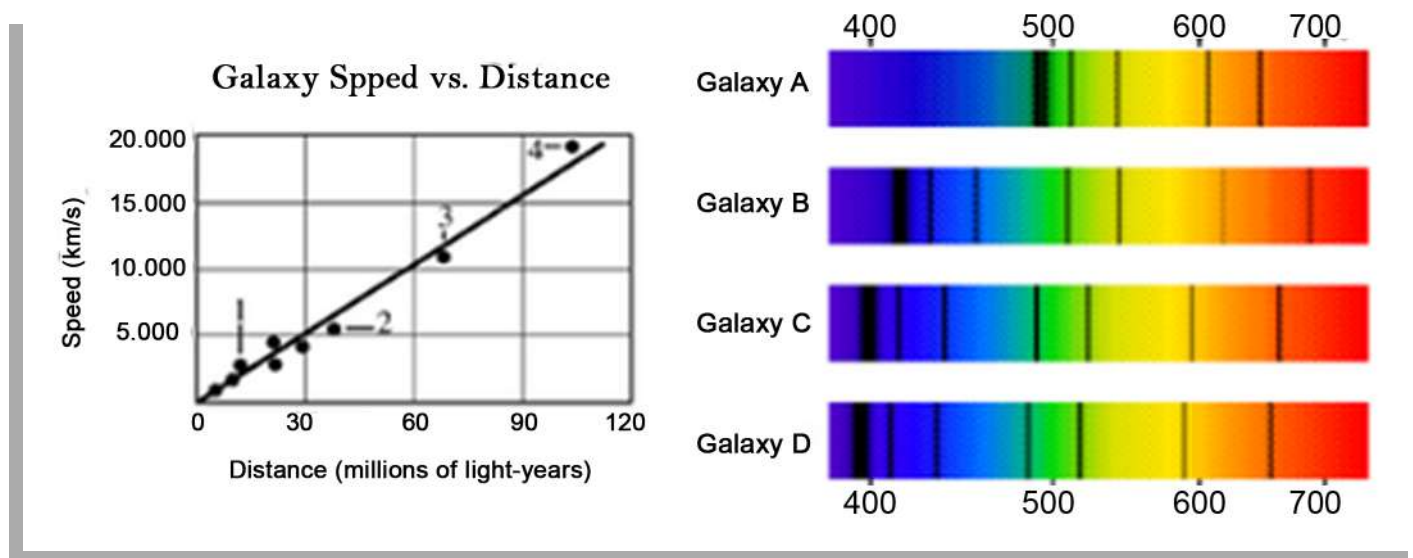 Galaxy Spped vs. Distance
20.000
15.000
10.000
5.000
Speed (km/s)
1
2
3
4
0 30 60 90 120
Distance (millions of light-years)
400 500 600 700
Galaxy A
Galaxy B
Galaxy C
Galaxy D
400 500 600 700